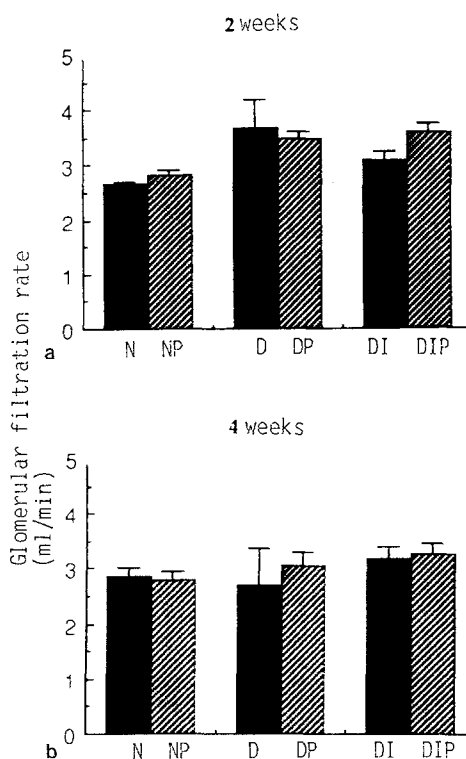 2 weeks
5
4
3
2
1
0
a
N NP D DP DI DIP
Glomerular filtration rate
(ml/min)
4 weeks
5
4
3
2
1
0
b
N NP D DP DI DIP